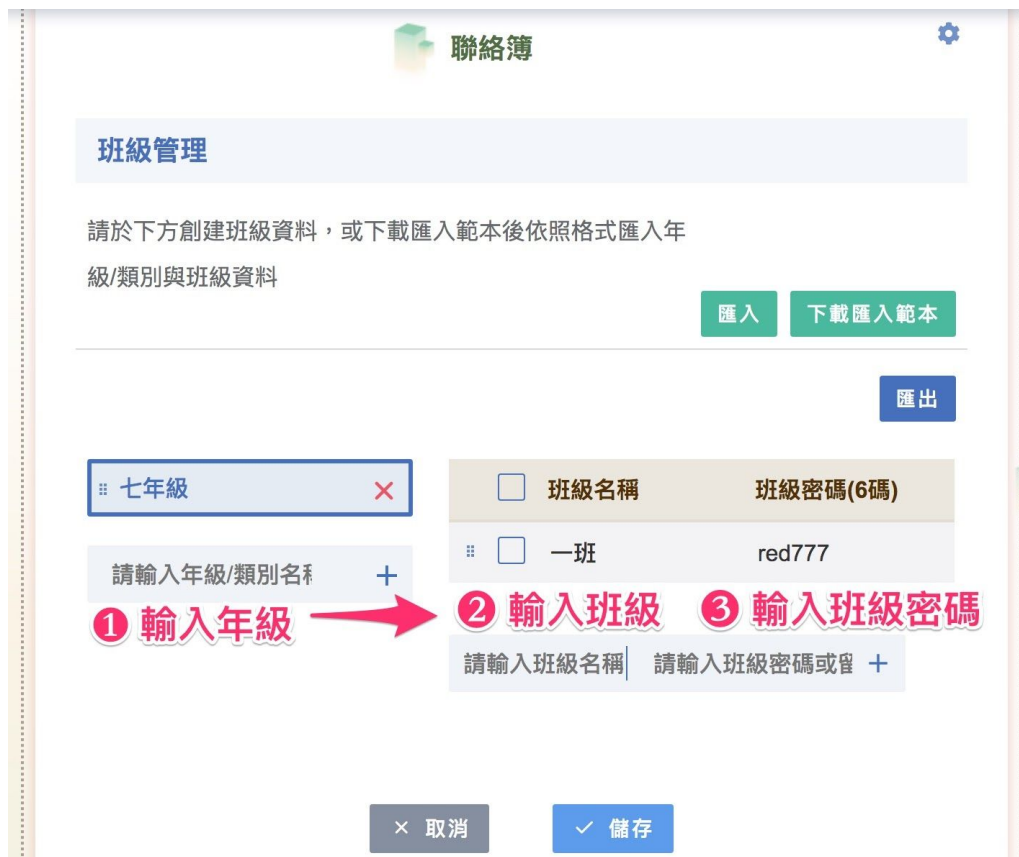 聯絡簿
班級管理
請於下方創建班級資料，或下載匯入範本後依照格式匯入年
級/類別與班級資料
匯入
下載匯入範本
匯出
七年級
班級名稱
班級密碼(6碼)
一班
red777
請輸入年級/類別名稱
❶ 輸入年級
❷ 輸入班級
❸ 輸入班級密碼
請輸入班級名稱
請輸入班級密碼或留
× 取消
✓ 儲存